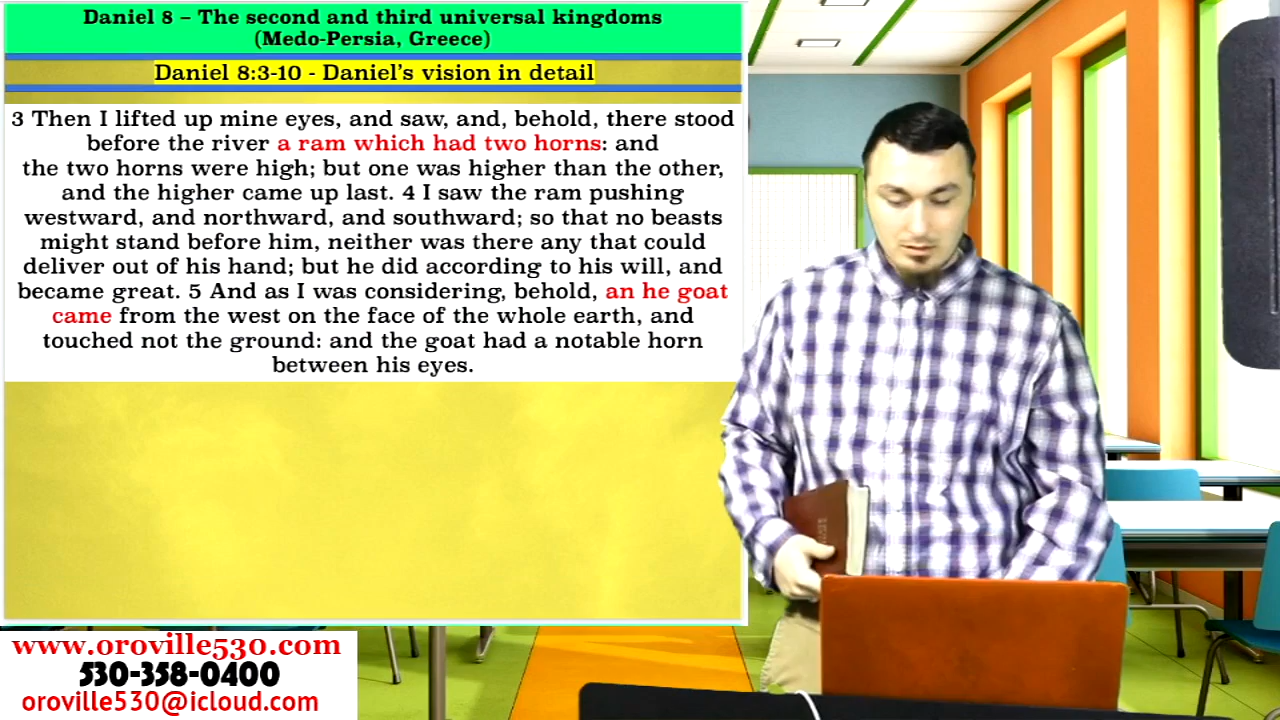 Daniel 8 – The second and third universal kingdoms
(Medo-Persia, Greece)
Daniel 8:3-10 - Daniel's vision in detail
3 Then I lifted up mine eyes, and saw, and, behold, there stood
before the river a ram which had two horns: and
the two horns were high; but one was higher than the other,
and the higher came up last. 4 I saw the ram pushing
westward, and northward, and southward; so that no beasts
might stand before him, neither was there any that could
deliver out of his hand; but he did according to his will, and
became great. 5 And as I was considering, behold, an he goat
came from the west on the face of the whole earth, and
touched not the ground: and the goat had a notable horn
between his eyes.
www.oroville530.com
530-358-0400
oroville530@icloud.com